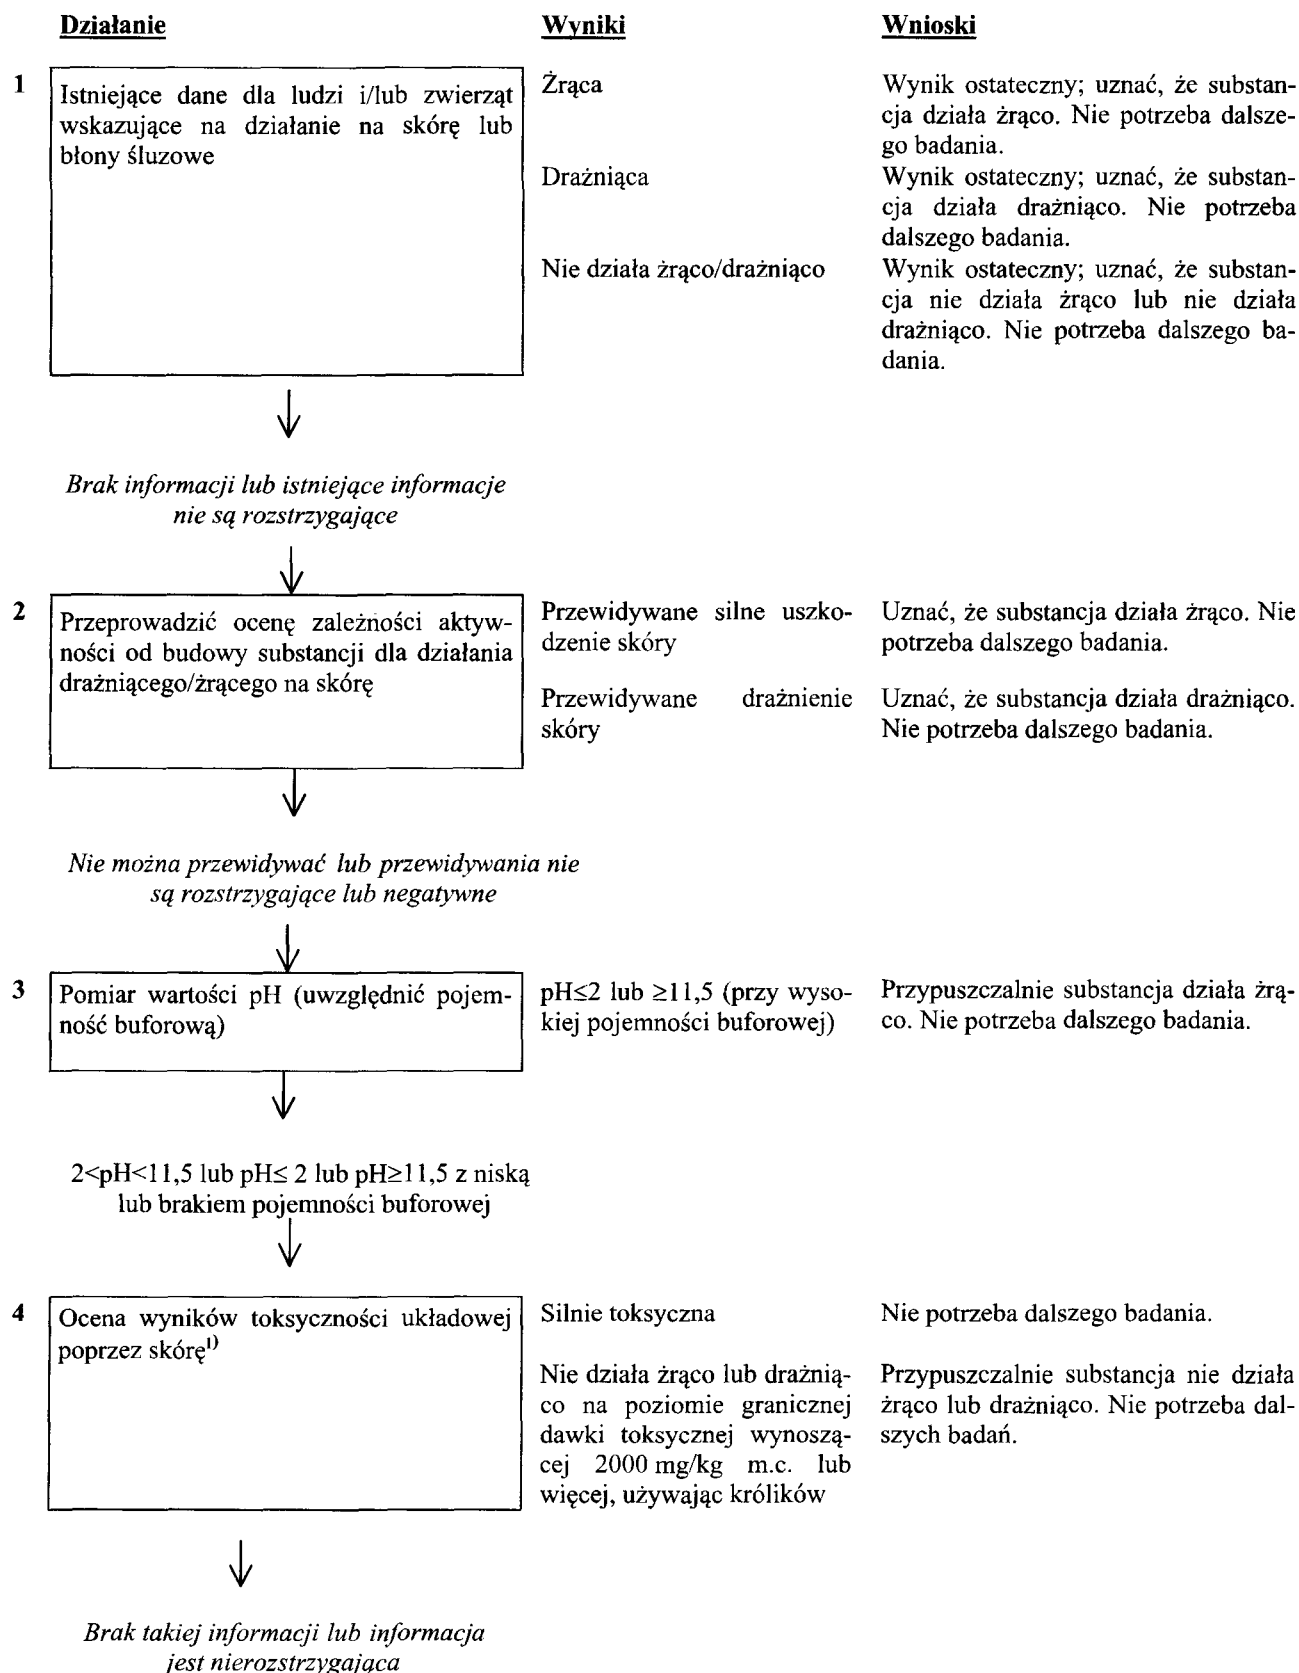 Działanie Wyniki Wnioski
1 Istniejące dane dla ludzi i/lub zwierząt
wskazujące na działanie na skórę lub
błony śluzowe
Żrąca
Wynik ostateczny; uznać, że substan-
cja działa żrąco. Nie potrzeba dalsze-
go badania.
Drażniąca
Wynik ostateczny; uznać, że substan-
cja działa drażniąco. Nie potrzeba
dalszego badania.
Nie działa żrąco/drażniąco
Wynik ostateczny; uznać, że substan-
cja nie działa żrąco lub nie działa
drażniąco. Nie potrzeba dalszego ba-
dania.
Brak informacji lub istniejące informacje
nie są rozstrzygające
2 Przeprowadzić ocenę zależności aktyw-
ności od budowy substancji dla działania
drażniącego/żrącego na skórę
Przewidywane silne uszko-
dzenie skóry
Uznać, że substancja działa żrąco. Nie
potrzeba dalszego badania.
Przewidywane drażnienie
skóry
Uznać, że substancja działa drażniąco.
Nie potrzeba dalszego badania.
Nie można przewidywać lub przewidywania nie
są rozstrzygające lub negatywne
3 Pomiar wartości pH (uwzględnić pojem-
ność buforową)
pH≤2 lub ≥11,5 (przy wyso-
kiej pojemności buforowej)
Przypuszczalnie substancja działa żrą-
co. Nie potrzeba dalszego badania.
2<pH<11,5 lub pH≤ 2 lub pH≥11,5 z niską
lub brakiem pojemności buforowej
4 Ocena wyników toksyczności układowej
poprzez skórę1)
Silnie toksyczna
Nie potrzeba dalszego badania.
Nie działa żrąco lub drażnią-
co na poziomie granicznej
dawki toksycznej wynoszą-
cej 2000 mg/kg m.c. lub
więcej, używając królików
Przypuszczalnie substancja nie działa
żrąco lub drażniąco. Nie potrzeba dal-
szych badań.
Brak takiej informacji lub informacja
jest nierozstrzygająca